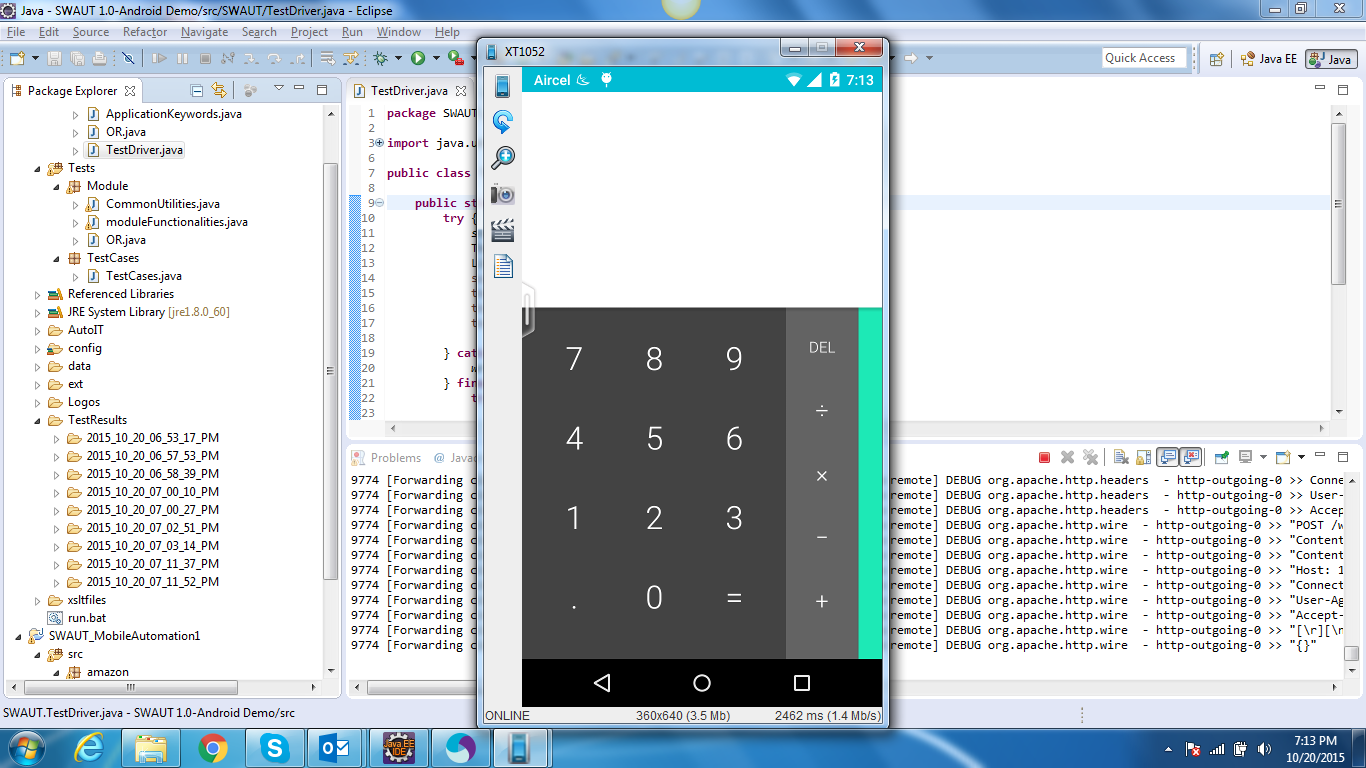 Java - SWAUT 1.0-Android Demo/src/SWAUT/TestDriver.java - Eclipse
File Edit Source Refactor Navigate Search Project Run Window Help
Quick Access
Java EE
Java
Package Explorer
ApplicationKeywords.java
OR.java
TestDriver.java
Tests
Module
CommonUtilities.java
moduleFunctionalities.java
OR.java
TestCases
TestCases.java
Referenced Libraries
JRE System Library [jre1.8.0_60]
AutoIT
config
data
ext
Logos
TestResults
2015_10_20_06_53_17_PM
2015_10_20_06_57_53_PM
2015_10_20_06_58_39_PM
2015_10_20_07_00_10_PM
2015_10_20_07_00_27_PM
2015_10_20_07_02_51_PM
2015_10_20_07_03_14_PM
2015_10_20_07_11_37_PM
2015_10_20_07_11_52_PM
xsltfiles
run.bat
SWAUT_MobileAutomation1
src
amazon
TestDriver.java
1 package SWAUT
2
3 import java.u
6
7 public class
8
9 public st
10 try {
11 s
12 T
13 L
14 s
15 t
16 t
17 t
18
19 } cat
20 w
21 } fin
22 t
23
XT1052
Aircel 7:13
7 8 9 DEL
÷
4 5 6
×
1 2 3
−
. 0 = +
ONLINE 360x640 (3.5 Mb) 2462 ms (1.4 Mb/s)
Problems @ Java
9774 [Forwarding c remote] DEBUG org.apache.http.headers - http-outgoing-0 >> Conne
9774 [Forwarding c remote] DEBUG org.apache.http.headers - http-outgoing-0 >> User-
9774 [Forwarding c remote] DEBUG org.apache.http.headers - http-outgoing-0 >> Accep
9774 [Forwarding c remote] DEBUG org.apache.http.wire - http-outgoing-0 >> "POST /w
9774 [Forwarding c remote] DEBUG org.apache.http.wire - http-outgoing-0 >> "Content
9774 [Forwarding c remote] DEBUG org.apache.http.wire - http-outgoing-0 >> "Content
9774 [Forwarding c remote] DEBUG org.apache.http.wire - http-outgoing-0 >> "Host: 1
9774 [Forwarding c remote] DEBUG org.apache.http.wire - http-outgoing-0 >> "Connect
9774 [Forwarding c remote] DEBUG org.apache.http.wire - http-outgoing-0 >> "User-Ag
9774 [Forwarding c remote] DEBUG org.apache.http.wire - http-outgoing-0 >> "Accept-
9774 [Forwarding c remote] DEBUG org.apache.http.wire - http-outgoing-0 >> "[\r][\n
9774 [Forwarding c remote] DEBUG org.apache.http.wire - http-outgoing-0 >> "{}"
SWAUT.TestDriver.java - SWAUT 1.0-Android Demo/src
Java EE
IDE
7:13 PM
10/20/2015